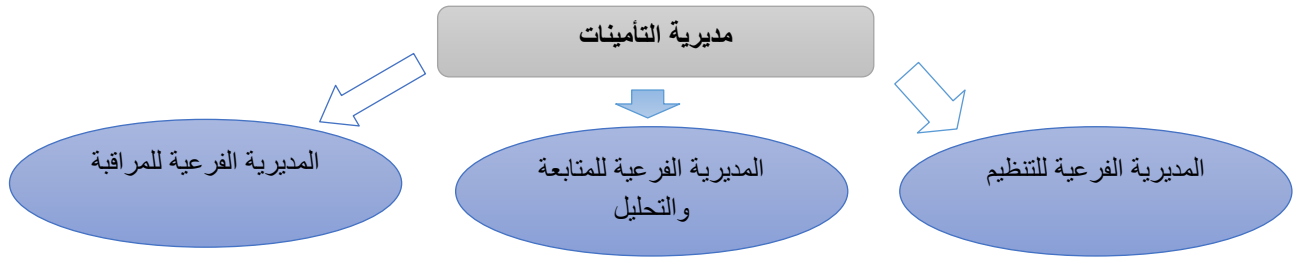 مديرية التأمينات
المديرية الفرعية للتنظيم
المديرية الفرعية للمتابعة
والتحليل
المديرية الفرعية للمراقبة